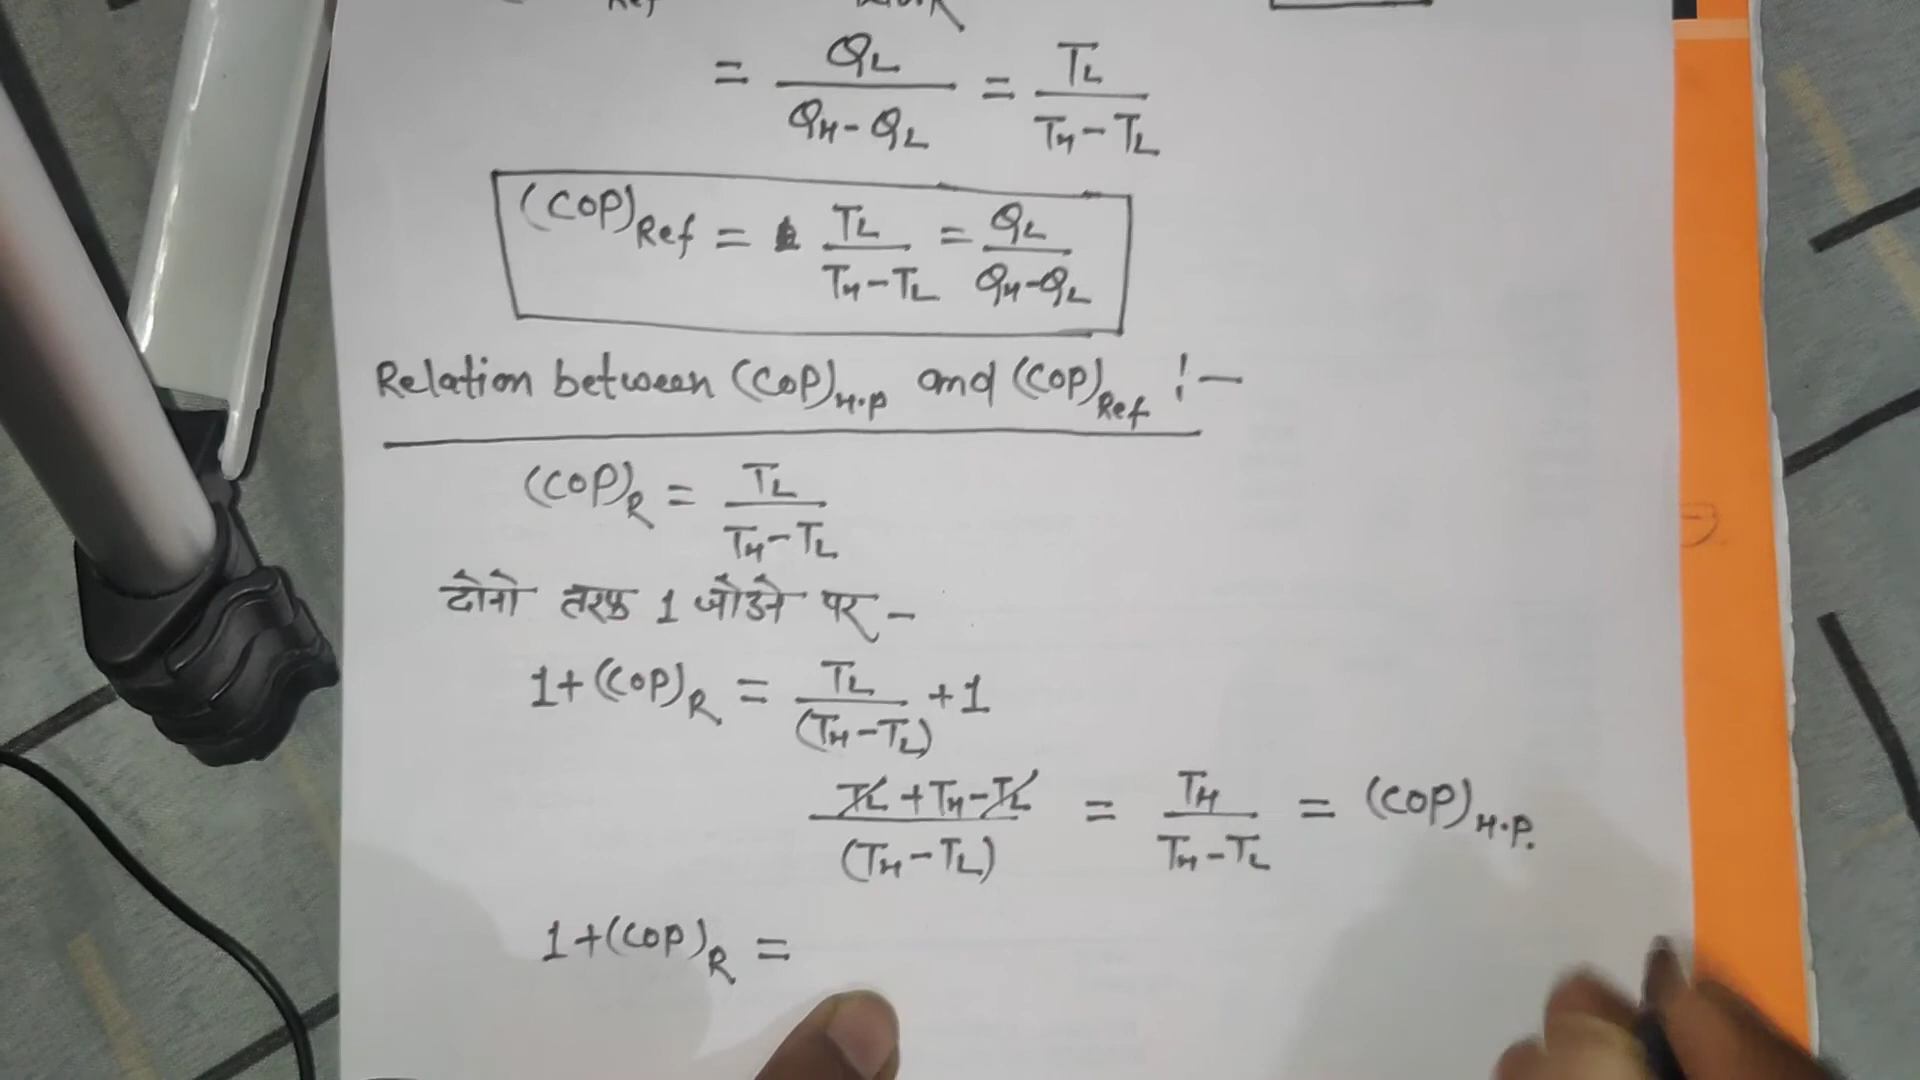 = QL / (QH - QL) = TL / (TH - TL)
(COP)Ref = TL / (TH - TL) = QL / (QH - QL)
Relation between (COP)H.P and (COP)Ref :-
(COP)R = TL / (TH - TL)
दोनो तरफ 1 जोडने पर -
1+(COP)R = TL / (TH - TL) + 1
TL + TH - TL / (TH - TL) = TH / (TH - TL) = (COP)H.P.
1+(COP)R =